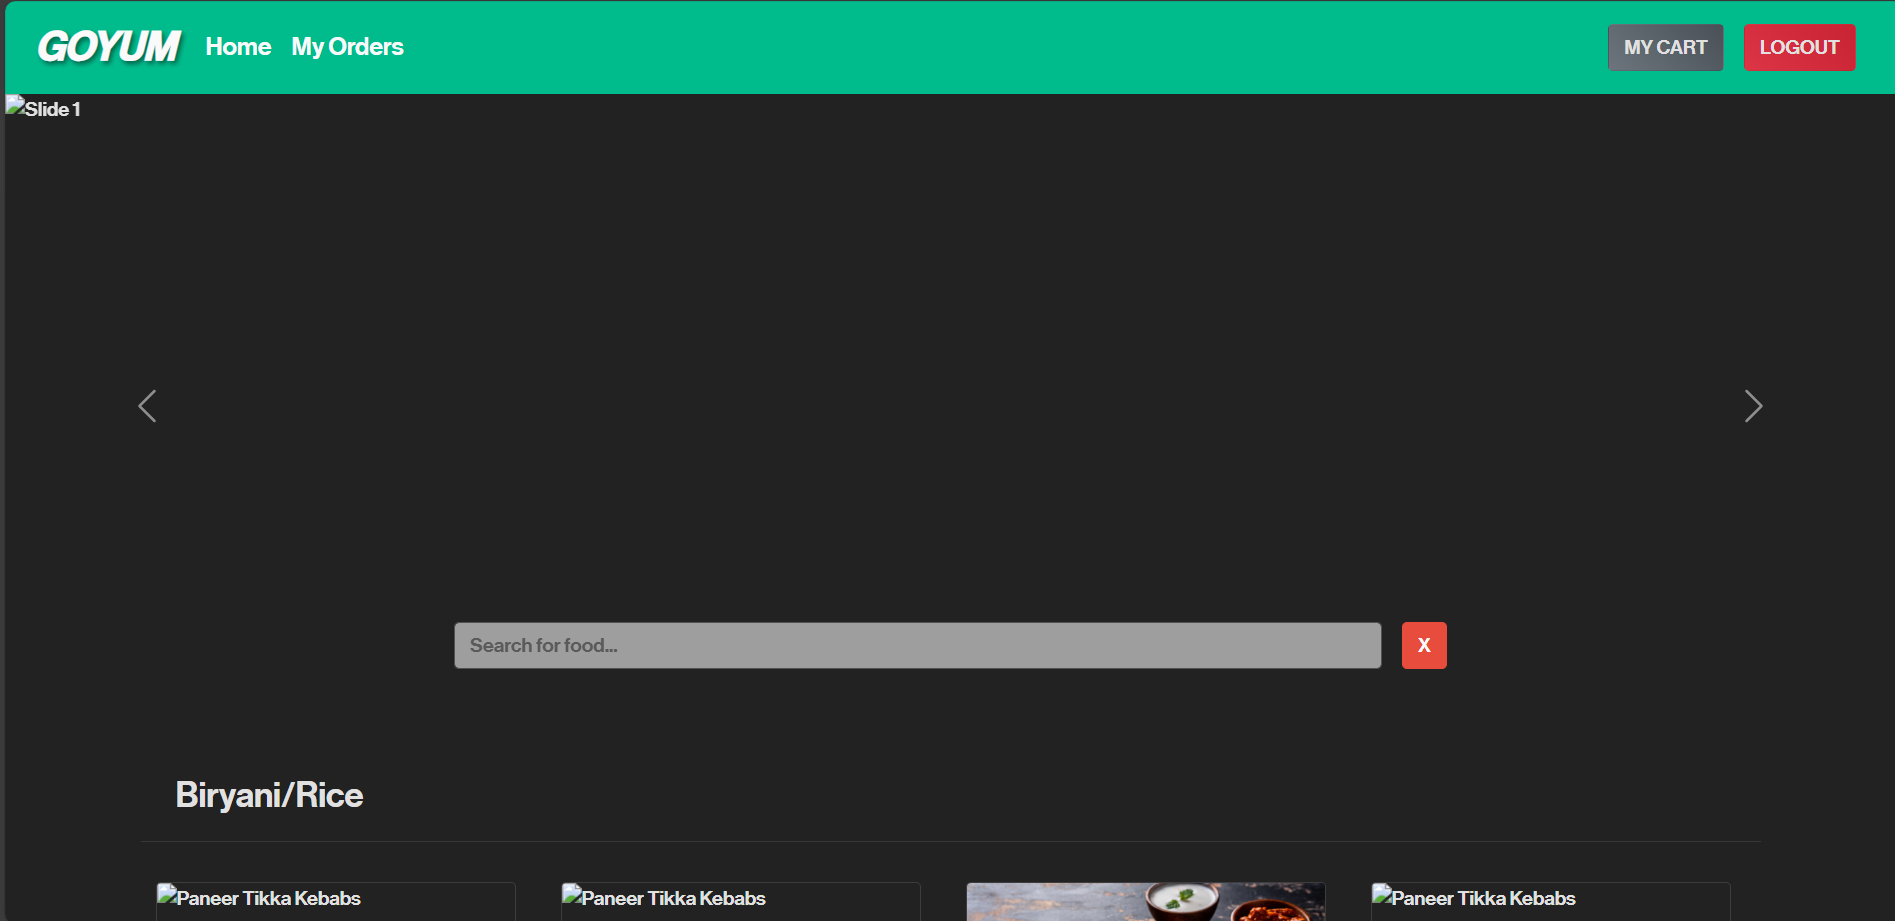 GOYUM Home My Orders MY CART LOGOUT
Slide 1
Search for food... X
Biryani/Rice
Paneer Tikka Kebabs Paneer Tikka Kebabs Paneer Tikka Kebabs